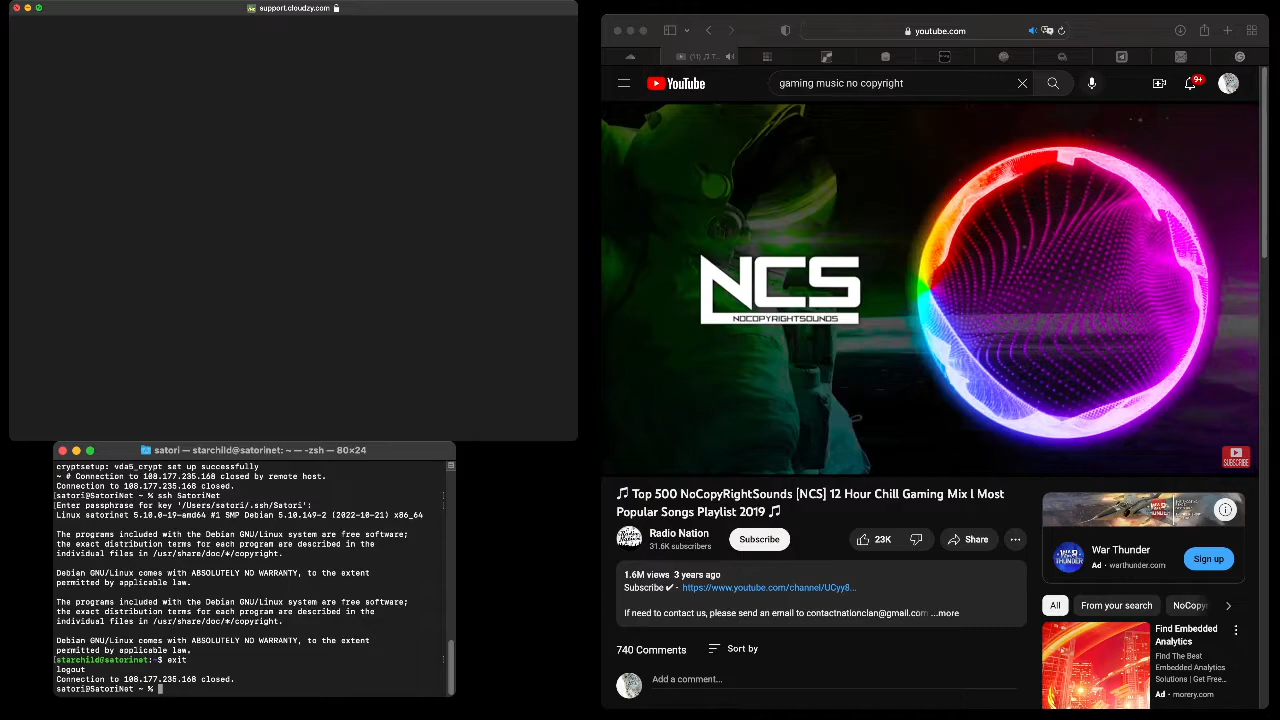 support.cloudzy.com
satori — starchild@satorinet: ~ — -zsh — 80×24
cryptsetup: vda5_crypt set up successfully
~ # Connection to 108.177.235.168 closed by remote host.
Connection to 108.177.235.168 closed.
satori@SatoriNet ~ % ssh SatoriNet
Enter passphrase for key '/Users/satori/.ssh/Satori':
Linux satorinet 5.10.0-19-amd64 #1 SMP Debian 5.10.149-2 (2022-10-21) x86_64
The programs included with the Debian GNU/Linux system are free software;
the exact distribution terms for each program are described in the
individual files in /usr/share/doc/*/copyright.
Debian GNU/Linux comes with ABSOLUTELY NO WARRANTY, to the extent
permitted by applicable law.
The programs included with the Debian GNU/Linux system are free software;
the exact distribution terms for each program are described in the
individual files in /usr/share/doc/*/copyright.
Debian GNU/Linux comes with ABSOLUTELY NO WARRANTY, to the extent
permitted by applicable law.
starchild@satorinet:~$ exit
logout
Connection to 108.177.235.168 closed.
satori@SatoriNet ~ %
youtube.com
YouTube
gaming music no copyright
9+
NCS
NOCOPYRIGHTSOUNDS
SUBSCRIBE
🎵 Top 500 NoCopyRightSounds [NCS] 12 Hour Chill Gaming Mix l Most
Popular Songs Playlist 2019 🎵
Radio Nation
31.6K subscribers
Subscribe
23K
Share
1.6M views 3 years ago
Subscribe ✔ - https://www.youtube.com/channel/UCyy8...
If need to contact us, please send an email to contactnationclan@gmail.com ...more
740 Comments
Sort by
Add a comment...
War Thunder
Ad · warthunder.com
Sign up
All
From your search
NoCopyr
Find Embedded
Analytics
Find The Best
Embedded Analytics
Solutions | Get Free...
Ad · morery.com